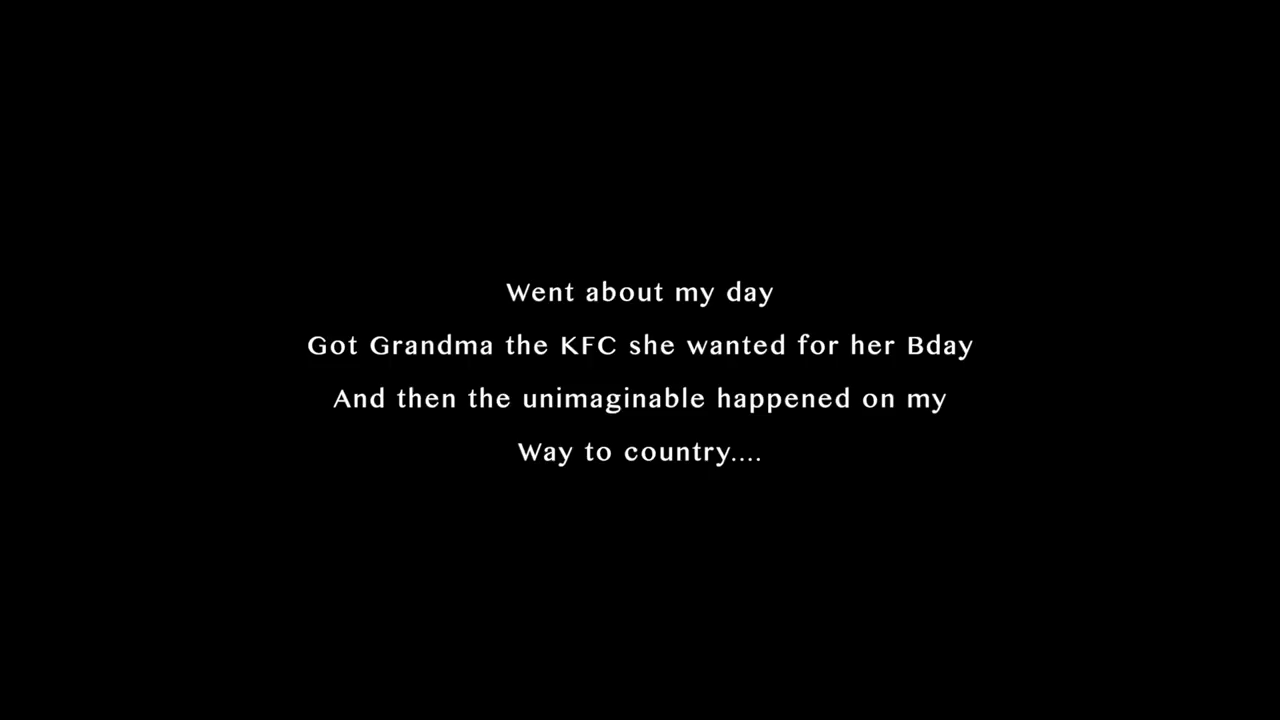 Went about my day
Got Grandma the KFC she wanted for her Bday
And then the unimaginable happened on my
Way to country....